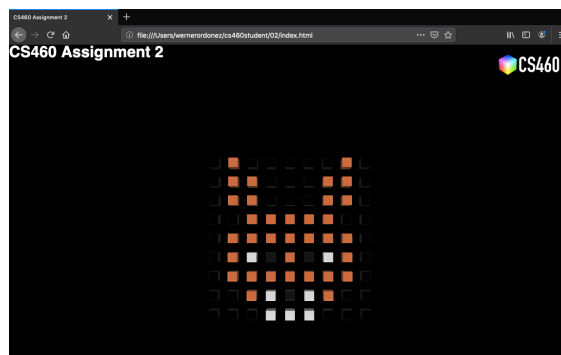 CS460 Assignment 2
file:///Users/wernerordonez/cs460student/02/index.html
CS460 Assignment 2
CS460